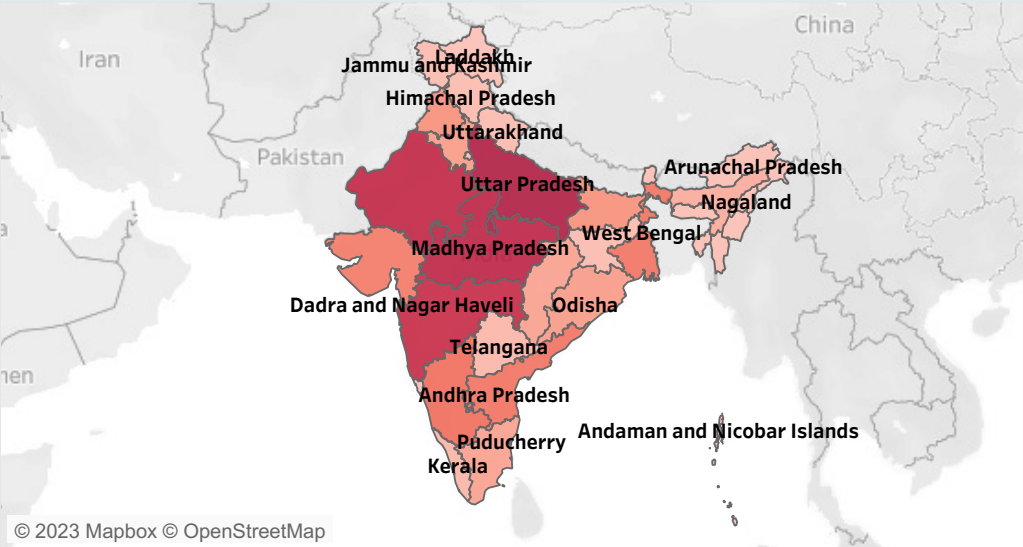 China
Iran
Laddakh
Jammu and Kashmir
Himachal Pradesh
Uttarakhand
Pakistan
Arunachal Pradesh
Uttar Pradesh
Nagaland
West Bengal
Madhya Pradesh
Dadra and Nagar Haveli
Odisha
Telangana
men
Andhra Pradesh
Andaman and Nicobar Islands
Puducherry
Kerala
© 2023 Mapbox © OpenStreetMap